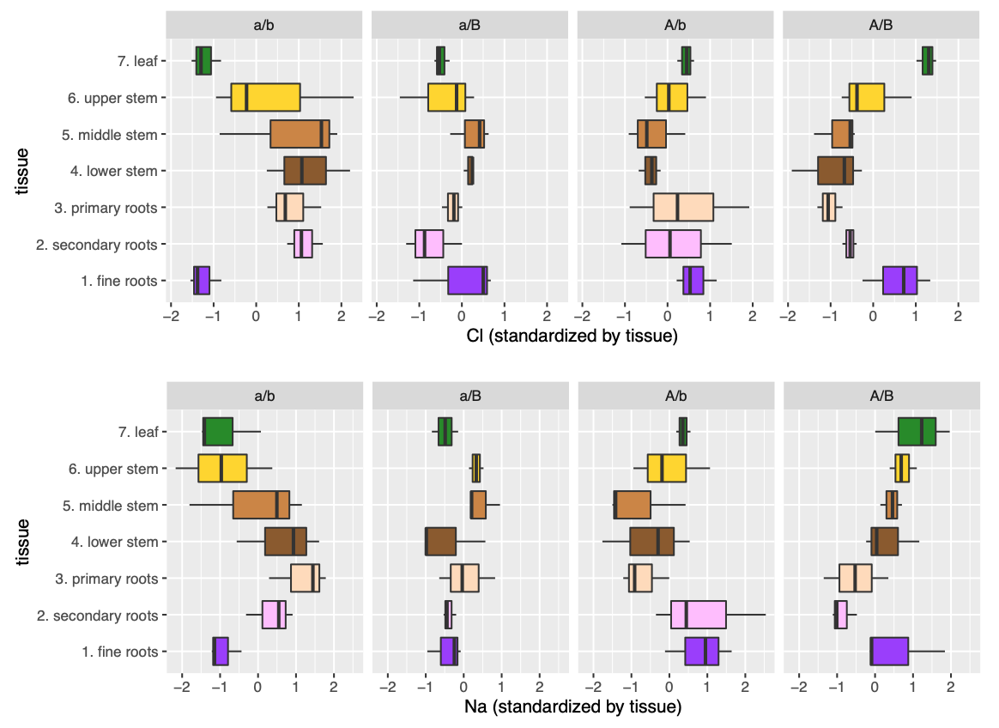 a/b a/B A/b A/B
7. leaf
6. upper stem
5. middle stem
4. lower stem
3. primary roots
2. secondary roots
1. fine roots
tissue
−2 −1 0 1 2 −2 −1 0 1 2 −2 −1 0 1 2 −2 −1 0 1 2
Cl (standardized by tissue)
a/b a/B A/b A/B
7. leaf
6. upper stem
5. middle stem
4. lower stem
3. primary roots
2. secondary roots
1. fine roots
tissue
−2 −1 0 1 2 −2 −1 0 1 2 −2 −1 0 1 2 −2 −1 0 1 2
Na (standardized by tissue)